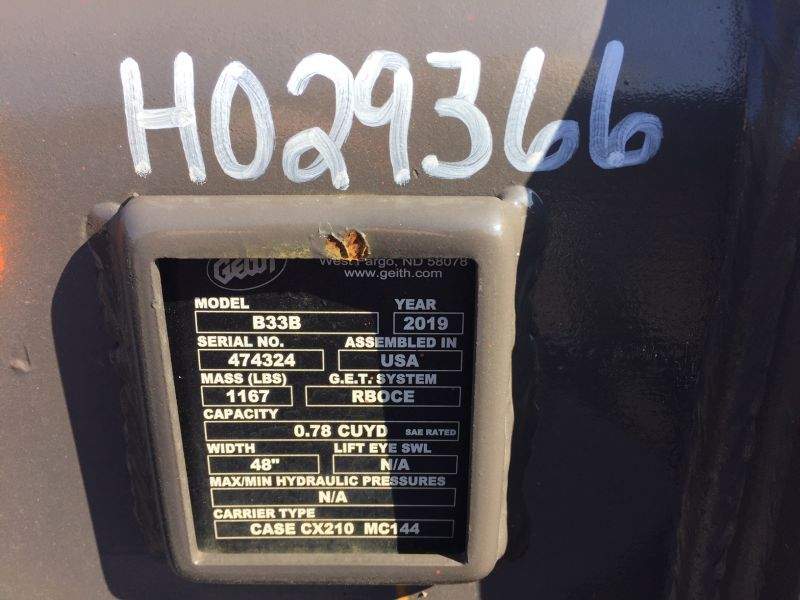 H029366
GEITH
West Fargo, ND 58078
www.geith.com
MODEL YEAR
B33B 2019
SERIAL NO. ASSEMBLED IN
474324 USA
MASS (LBS) G.E.T. SYSTEM
1167 RBOCE
CAPACITY
0.78 CUYD SAE RATED
WIDTH LIFT EYE SWL
48" N/A
MAX/MIN HYDRAULIC PRESSURES
N/A
CARRIER TYPE
CASE CX210 MC144